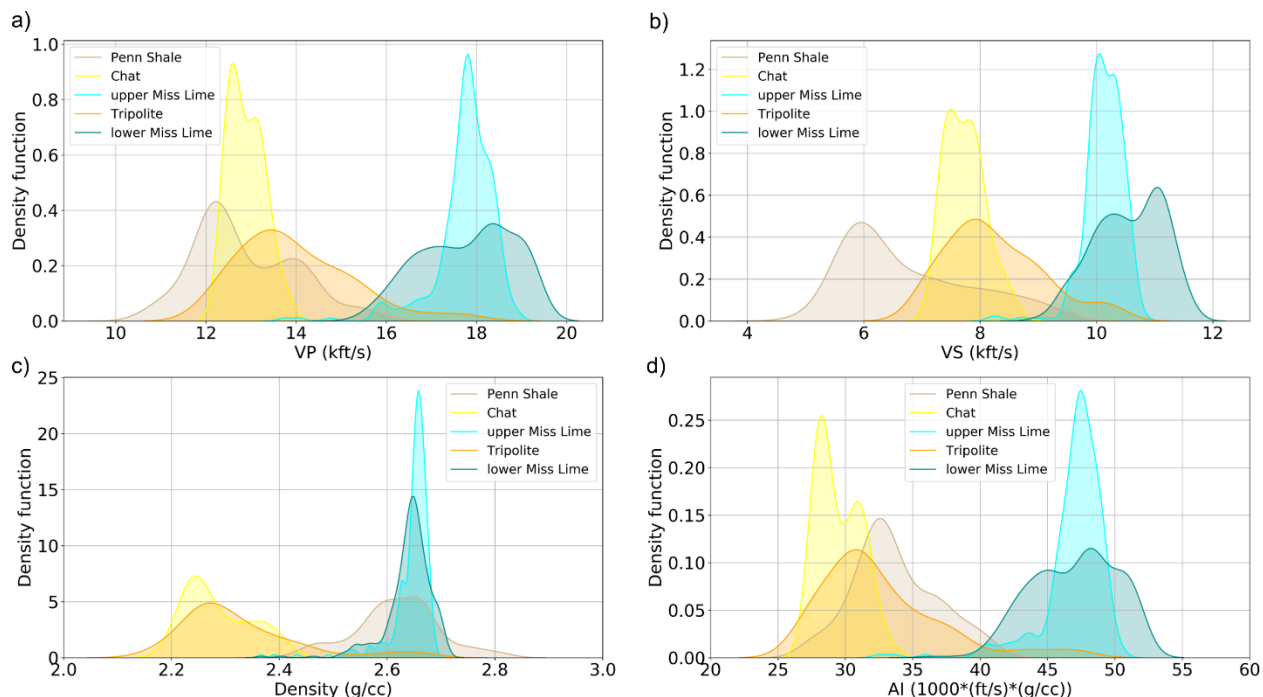 a)
1.0
0.8
0.6
0.4
0.2
0.0
Density function
Penn Shale
Chat
upper Miss Lime
Tripolite
lower Miss Lime
10 12 14 16 18 20
VP (kft/s)
b)
1.2
1.0
0.8
0.6
0.4
0.2
0.0
Density function
Penn Shale
Chat
upper Miss Lime
Tripolite
lower Miss Lime
4 6 8 10 12
VS (kft/s)
c)
25
20
15
10
5
0
Density function
Penn Shale
Chat
upper Miss Lime
Tripolite
lower Miss Lime
2.0 2.2 2.4 2.6 2.8 3.0
Density (g/cc)
d)
0.25
0.20
0.15
0.10
0.05
0.00
Density function
Penn Shale
Chat
upper Miss Lime
Tripolite
lower Miss Lime
20 25 30 35 40 45 50 55 60
AI (1000*(ft/s)*(g/cc))